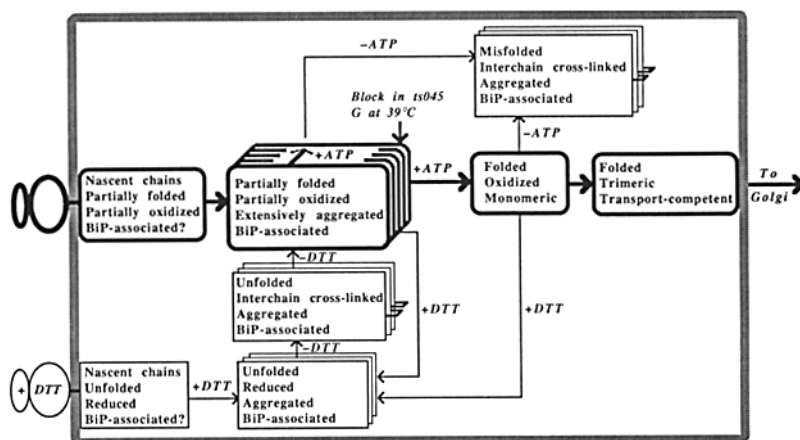 -ATP
Misfolded
Interchain cross-linked
Aggregated
BiP-associated
Block in ts045
G at 39°C
+ATP
-ATP
+ATP
Nascent chains
Partially folded
Partially oxidized
BiP-associated?
Partially folded
Partially oxidized
Extensively aggregated
BiP-associated
Folded
Oxidized
Monomeric
Folded
Trimeric
Transport-competent
To
Golgi
-DTT
Unfolded
Interchain cross-linked
Aggregated
BiP-associated
+DTT
+DTT
-DTT
+ DTT
Nascent chains
Unfolded
Reduced
BiP-associated?
+DTT
Unfolded
Reduced
Aggregated
BiP-associated